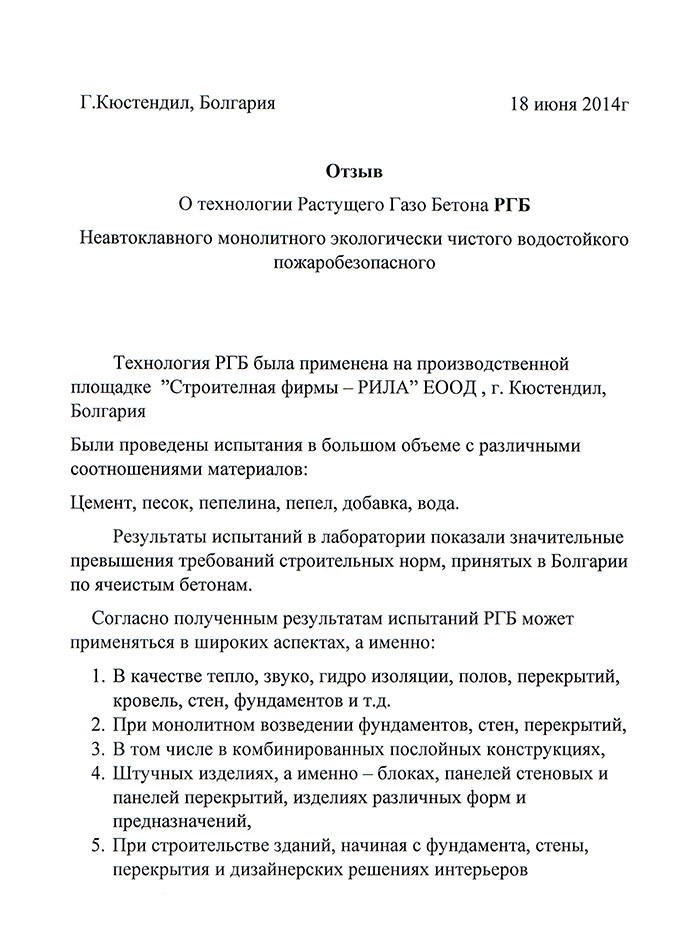 Г.Кюстендил, Болгария 18 июня 2014г
Отзыв
О технологии Растущего Газо Бетона РГБ
Неавтоклавного монолитного экологически чистого водостойкого
пожаробезопасного
Технология РГБ была применена на производственной
площадке ”Строителная фирмы – РИЛА” ЕООД , г. Кюстендил,
Болгария
Были проведены испытания в большом объеме с различными
соотношениями материалов:
Цемент, песок, пепелина, пепел, добавка, вода.
Результаты испытаний в лаборатории показали значительные
превышения требований строительных норм, принятых в Болгарии
по ячеистым бетонам.
Согласно полученным результатам испытаний РГБ может
применяться в широких аспектах, а именно:
1. В качестве тепло, звуко, гидро изоляции, полов, перекрытий,
кровель, стен, фундаментов и т.д.
2. При монолитном возведении фундаментов, стен, перекрытий,
3. В том числе в комбинированных послойных конструкциях,
4. Штучных изделиях, а именно – блоках, панелей стеновых и
панелей перекрытий, изделиях различных форм и
предназначений,
5. При строительстве зданий, начиная с фундамента, стены,
перекрытия и дизайнерских решениях интерьеров